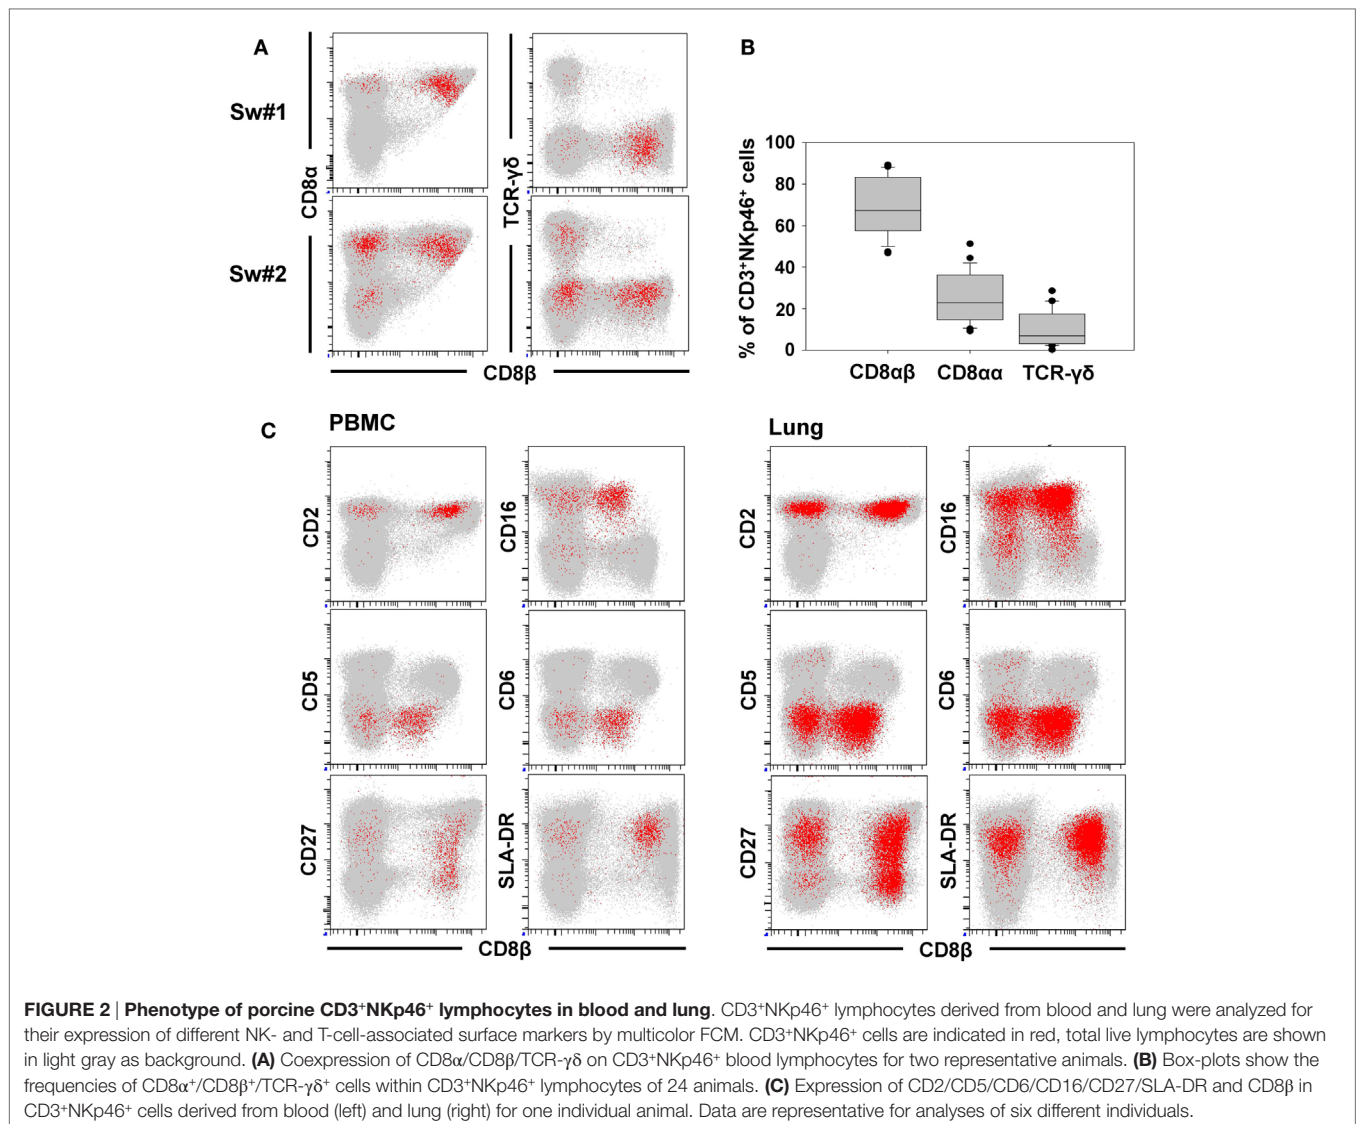 A
B
Sw#1
CD8α
TCR-γδ
Sw#2
CD8β
% of CD3⁺NKp46⁺ cells
100
80
60
40
20
0
CD8αβ
CD8αα
TCR-γδ
C
PBMC
Lung
CD2
CD16
CD2
CD16
CD5
CD6
CD5
CD6
CD27
SLA-DR
CD27
SLA-DR
CD8β
CD8β
FIGURE 2 | Phenotype of porcine CD3⁺NKp46⁺ lymphocytes in blood and lung. CD3⁺NKp46⁺ lymphocytes derived from blood and lung were analyzed for
their expression of different NK- and T-cell-associated surface markers by multicolor FCM. CD3⁺NKp46⁺ cells are indicated in red, total live lymphocytes are shown
in light gray as background. (A) Coexpression of CD8α/CD8β/TCR-γδ on CD3⁺NKp46⁺ blood lymphocytes for two representative animals. (B) Box-plots show the
frequencies of CD8α⁺/CD8β⁺/TCR-γδ⁺ cells within CD3⁺NKp46⁺ lymphocytes of 24 animals. (C) Expression of CD2/CD5/CD6/CD16/CD27/SLA-DR and CD8β in
CD3⁺NKp46⁺ cells derived from blood (left) and lung (right) for one individual animal. Data are representative for analyses of six different individuals.